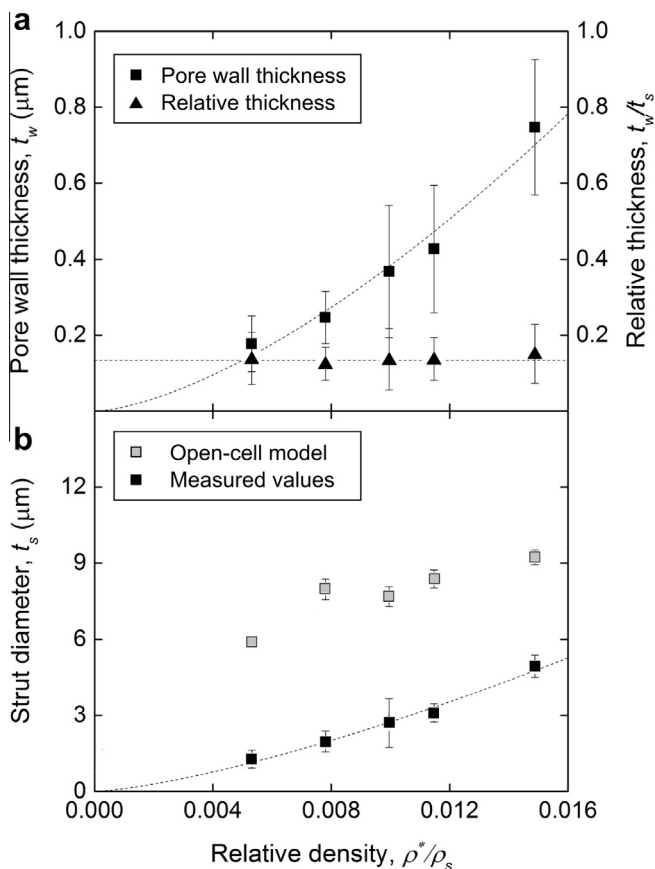 a
1.0
0.8
0.6
0.4
0.2
Pore wall thickness, t_w (μm)
Pore wall thickness
Relative thickness
1.0
0.8
0.6
0.4
0.2
Relative thickness, t_w/t_s
b
12
9
6
3
0
Strut diameter, t_s (μm)
Open-cell model
Measured values
0.000 0.004 0.008 0.012 0.016
Relative density, ρ*/ρ_s